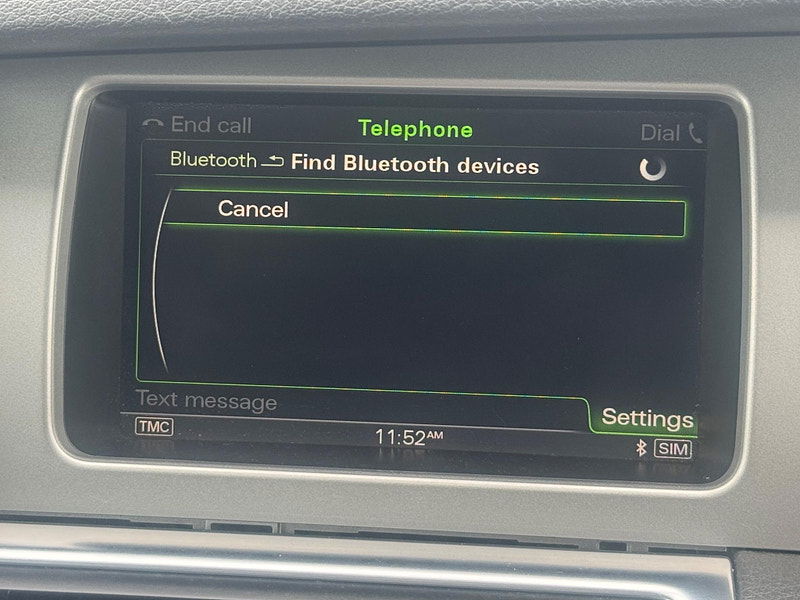 End call
Telephone
Dial
Bluetooth Find Bluetooth devices
Cancel
Text message
Settings
TMC
11:52AM
SIM